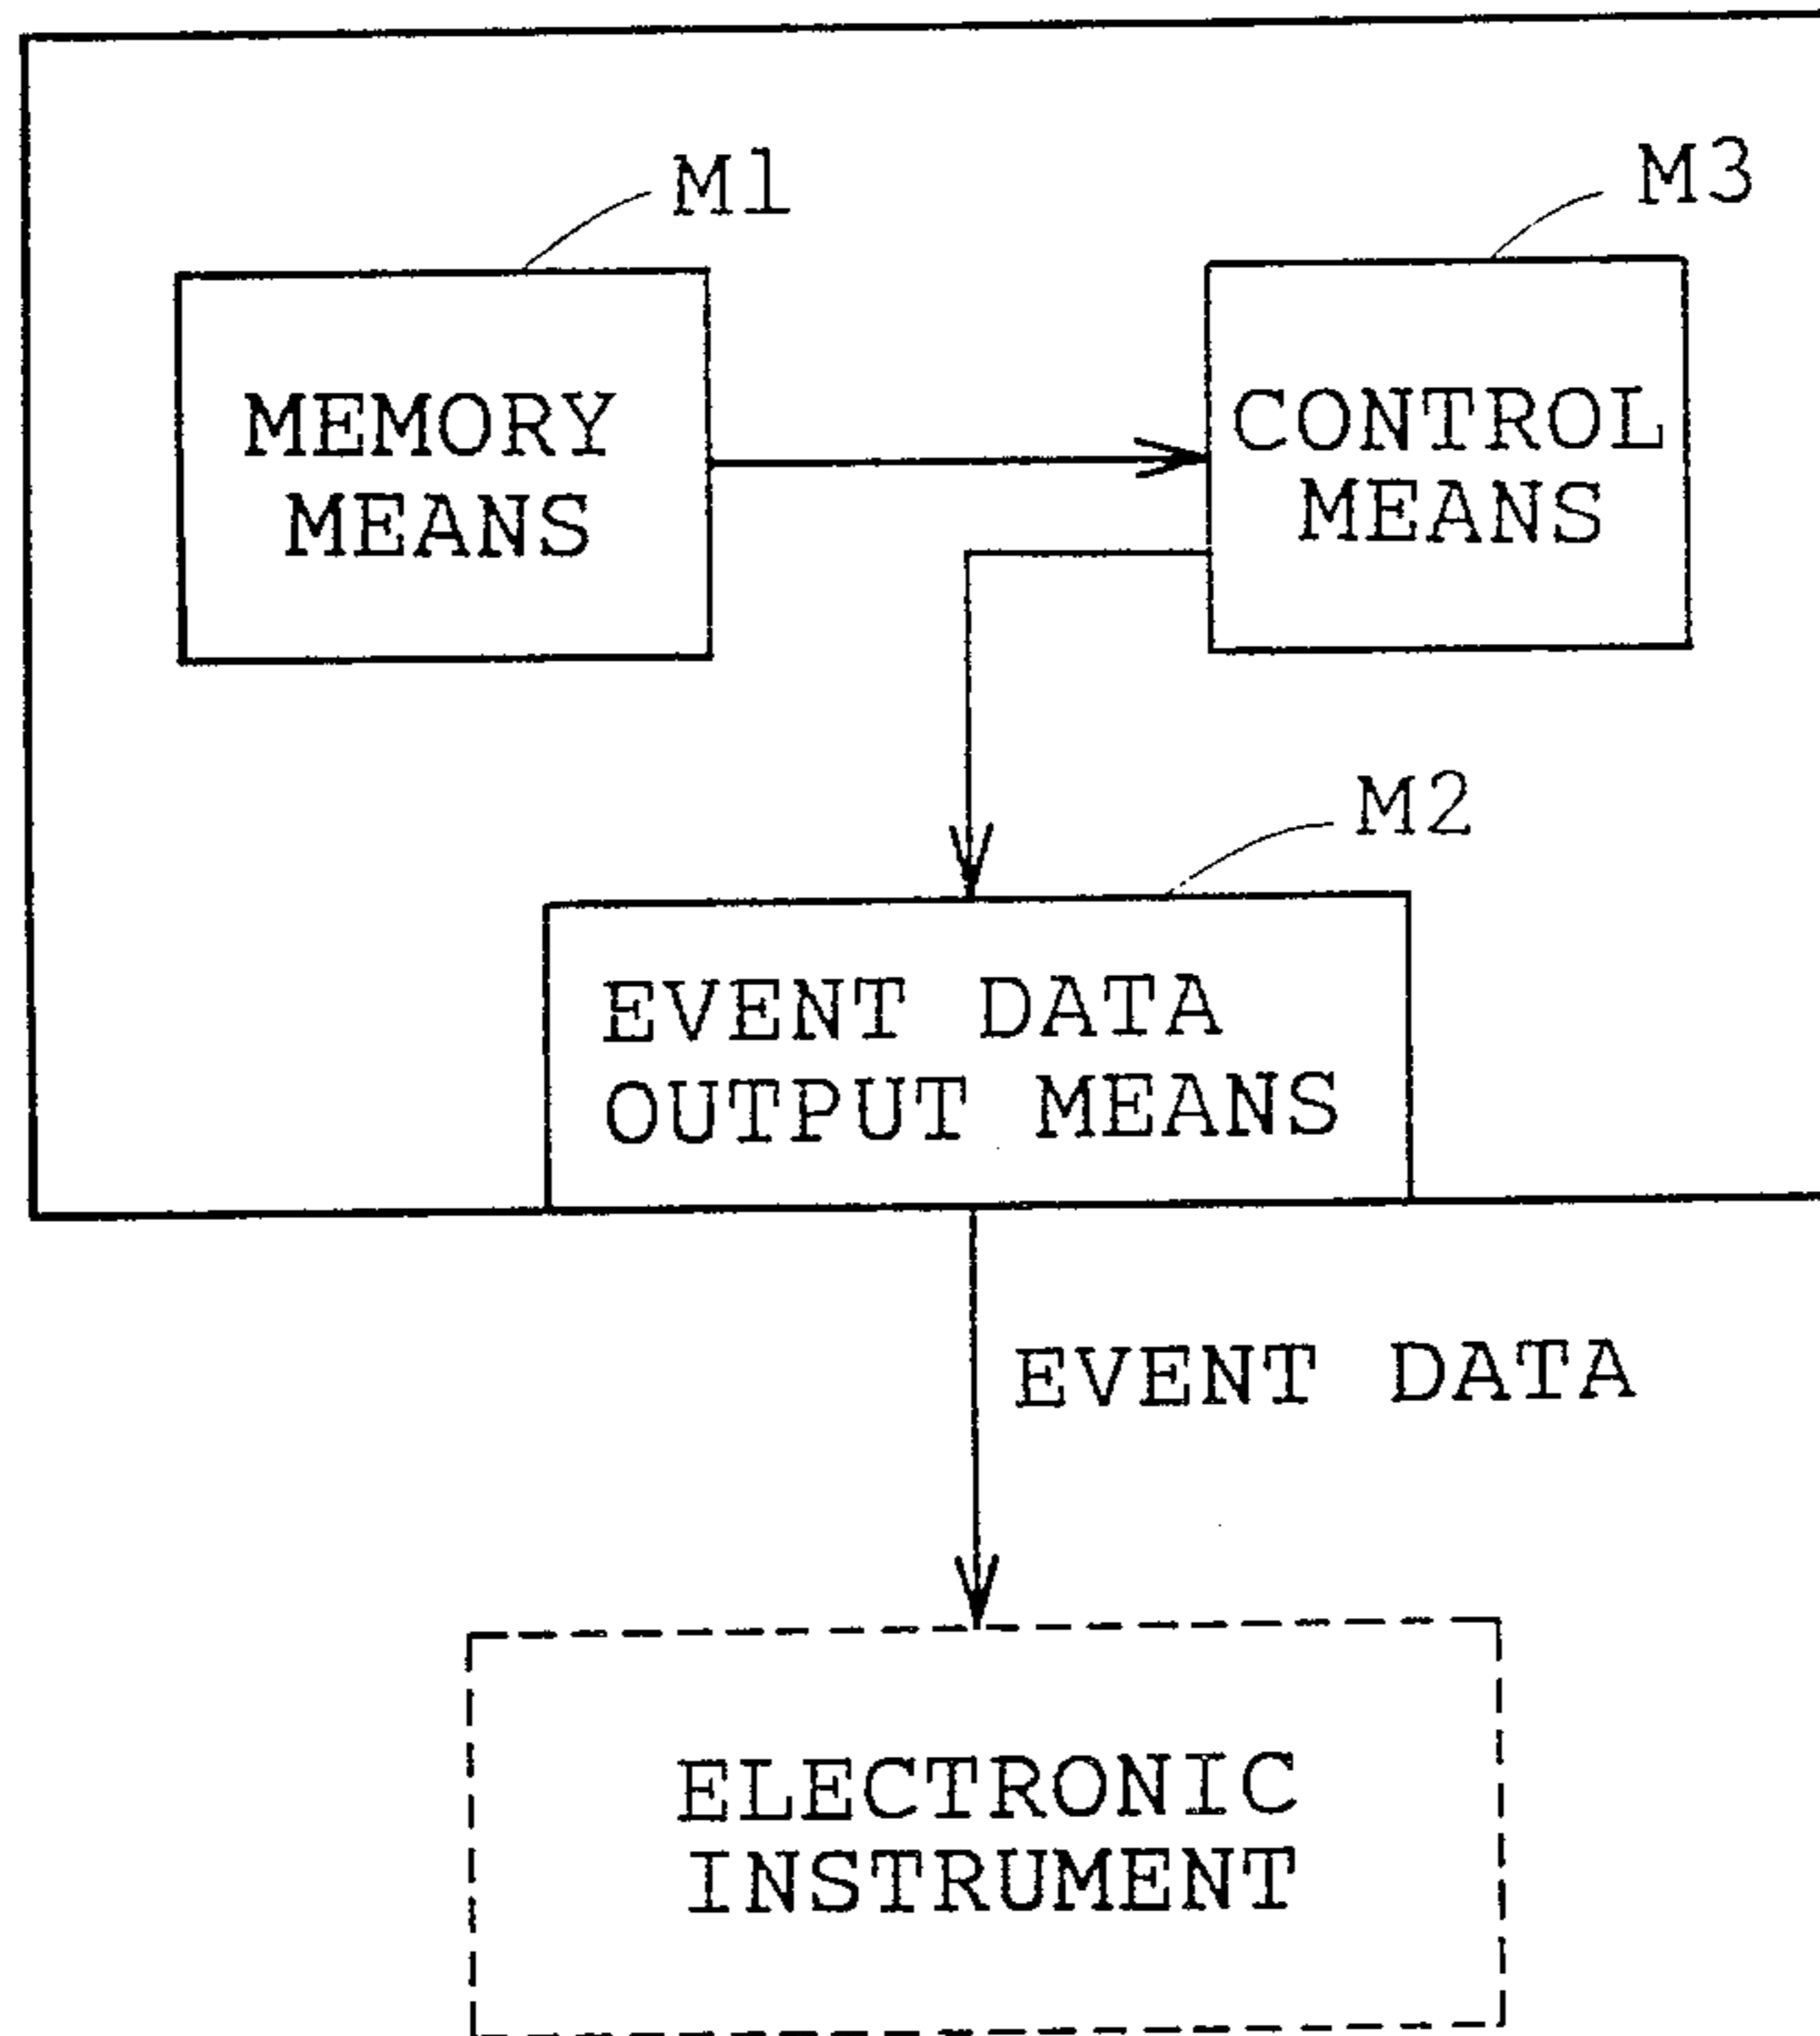 M1
M3
MEMORY
MEANS
CONTROL
MEANS
M2
EVENT DATA
OUTPUT MEANS
EVENT DATA
ELECTRONIC
INSTRUMENT